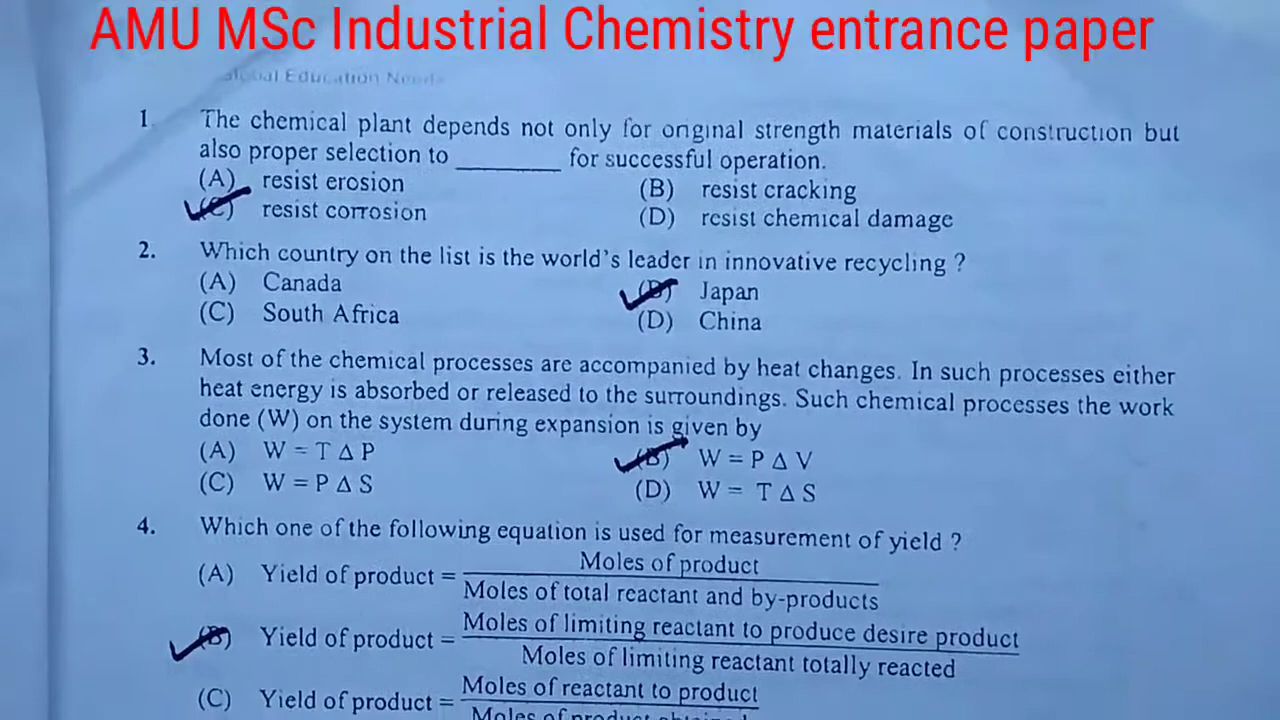 AMU MSc Industrial Chemistry entrance paper
Global Education Needs
1. The chemical plant depends not only for original strength materials of construction but
also proper selection to ________ for successful operation.
(A) resist erosion (B) resist cracking
(C) resist corrosion (D) resist chemical damage
2. Which country on the list is the world's leader in innovative recycling ?
(A) Canada (B) Japan
(C) South Africa (D) China
3. Most of the chemical processes are accompanied by heat changes. In such processes either
heat energy is absorbed or released to the surroundings. Such chemical processes the work
done (W) on the system during expansion is given by
(A) W = T Δ P (B) W = P Δ V
(C) W = P Δ S (D) W = T Δ S
4. Which one of the following equation is used for measurement of yield ?
Moles of product
(A) Yield of product =
Moles of total reactant and by-products
Moles of limiting reactant to produce desire product
(B) Yield of product =
Moles of limiting reactant totally reacted
Moles of reactant to product
(C) Yield of product =
Moles of product obtained